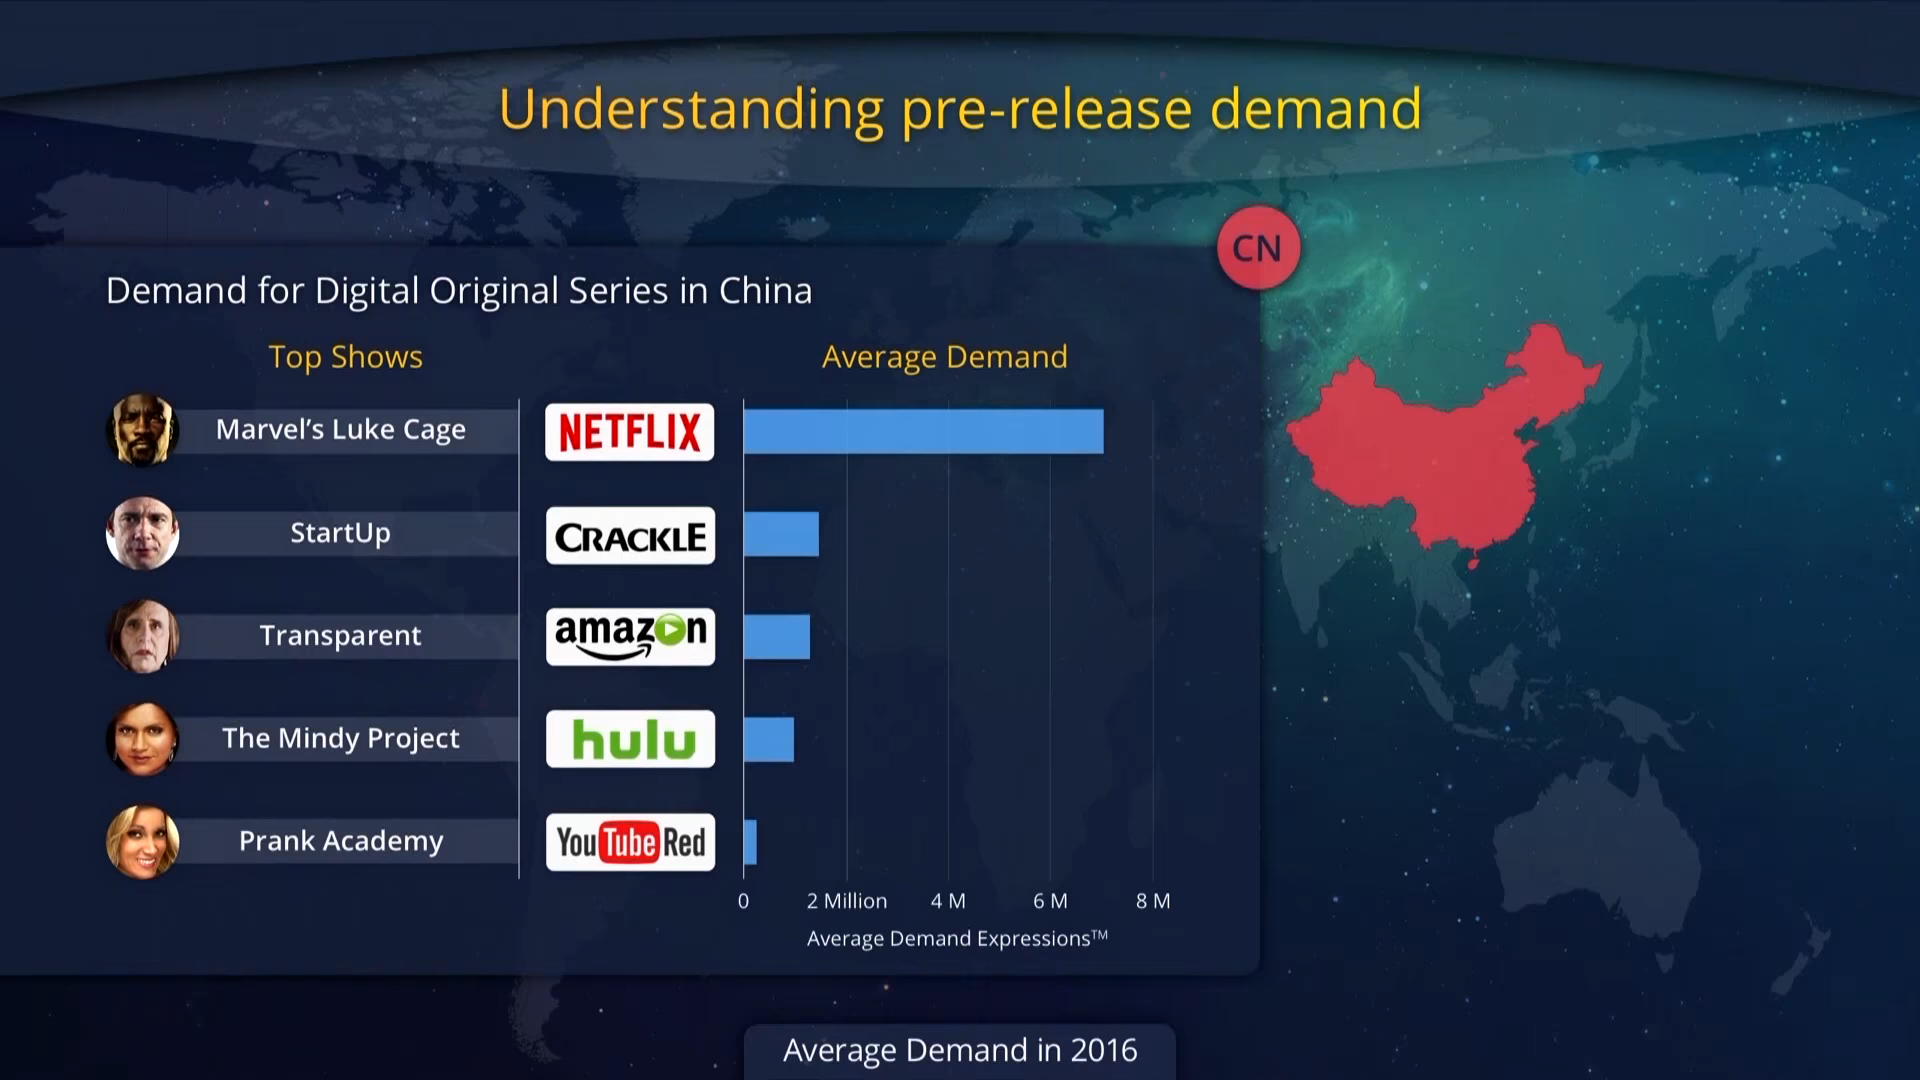 Understanding pre-release demand
CN
Demand for Digital Original Series in China
Top Shows
Average Demand
Marvel’s Luke Cage
NETFLIX
StartUp
CRACKLE
Transparent
amazon
The Mindy Project
hulu
Prank Academy
YouTube Red
0 2 Million 4 M 6 M 8 M
Average Demand Expressions™
Average Demand in 2016